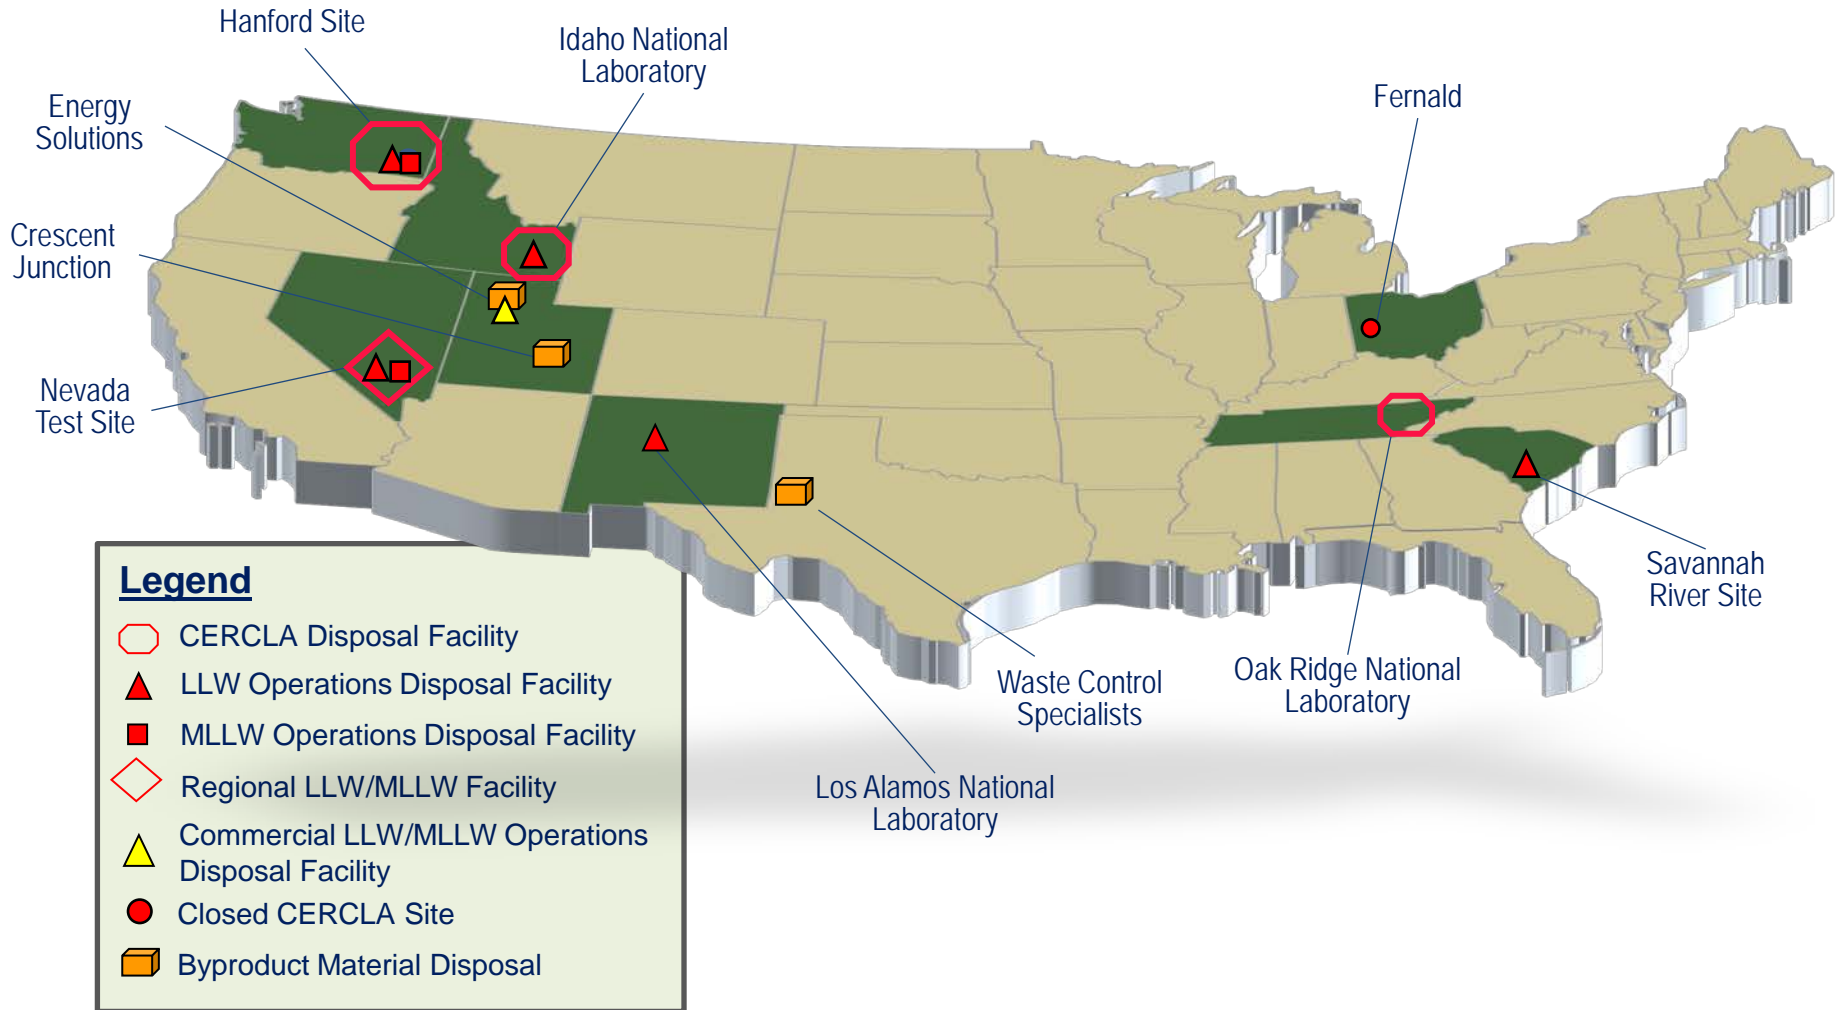 Hanford Site
Idaho National
Laboratory
Energy
Solutions
Fernald
Crescent
Junction
Nevada
Test Site
Savannah
River Site
Oak Ridge National
Laboratory
Waste Control
Specialists
Los Alamos National
Laboratory
Legend
CERCLA Disposal Facility
LLW Operations Disposal Facility
MLLW Operations Disposal Facility
Regional LLW/MLLW Facility
Commercial LLW/MLLW Operations
Disposal Facility
Closed CERCLA Site
Byproduct Material Disposal